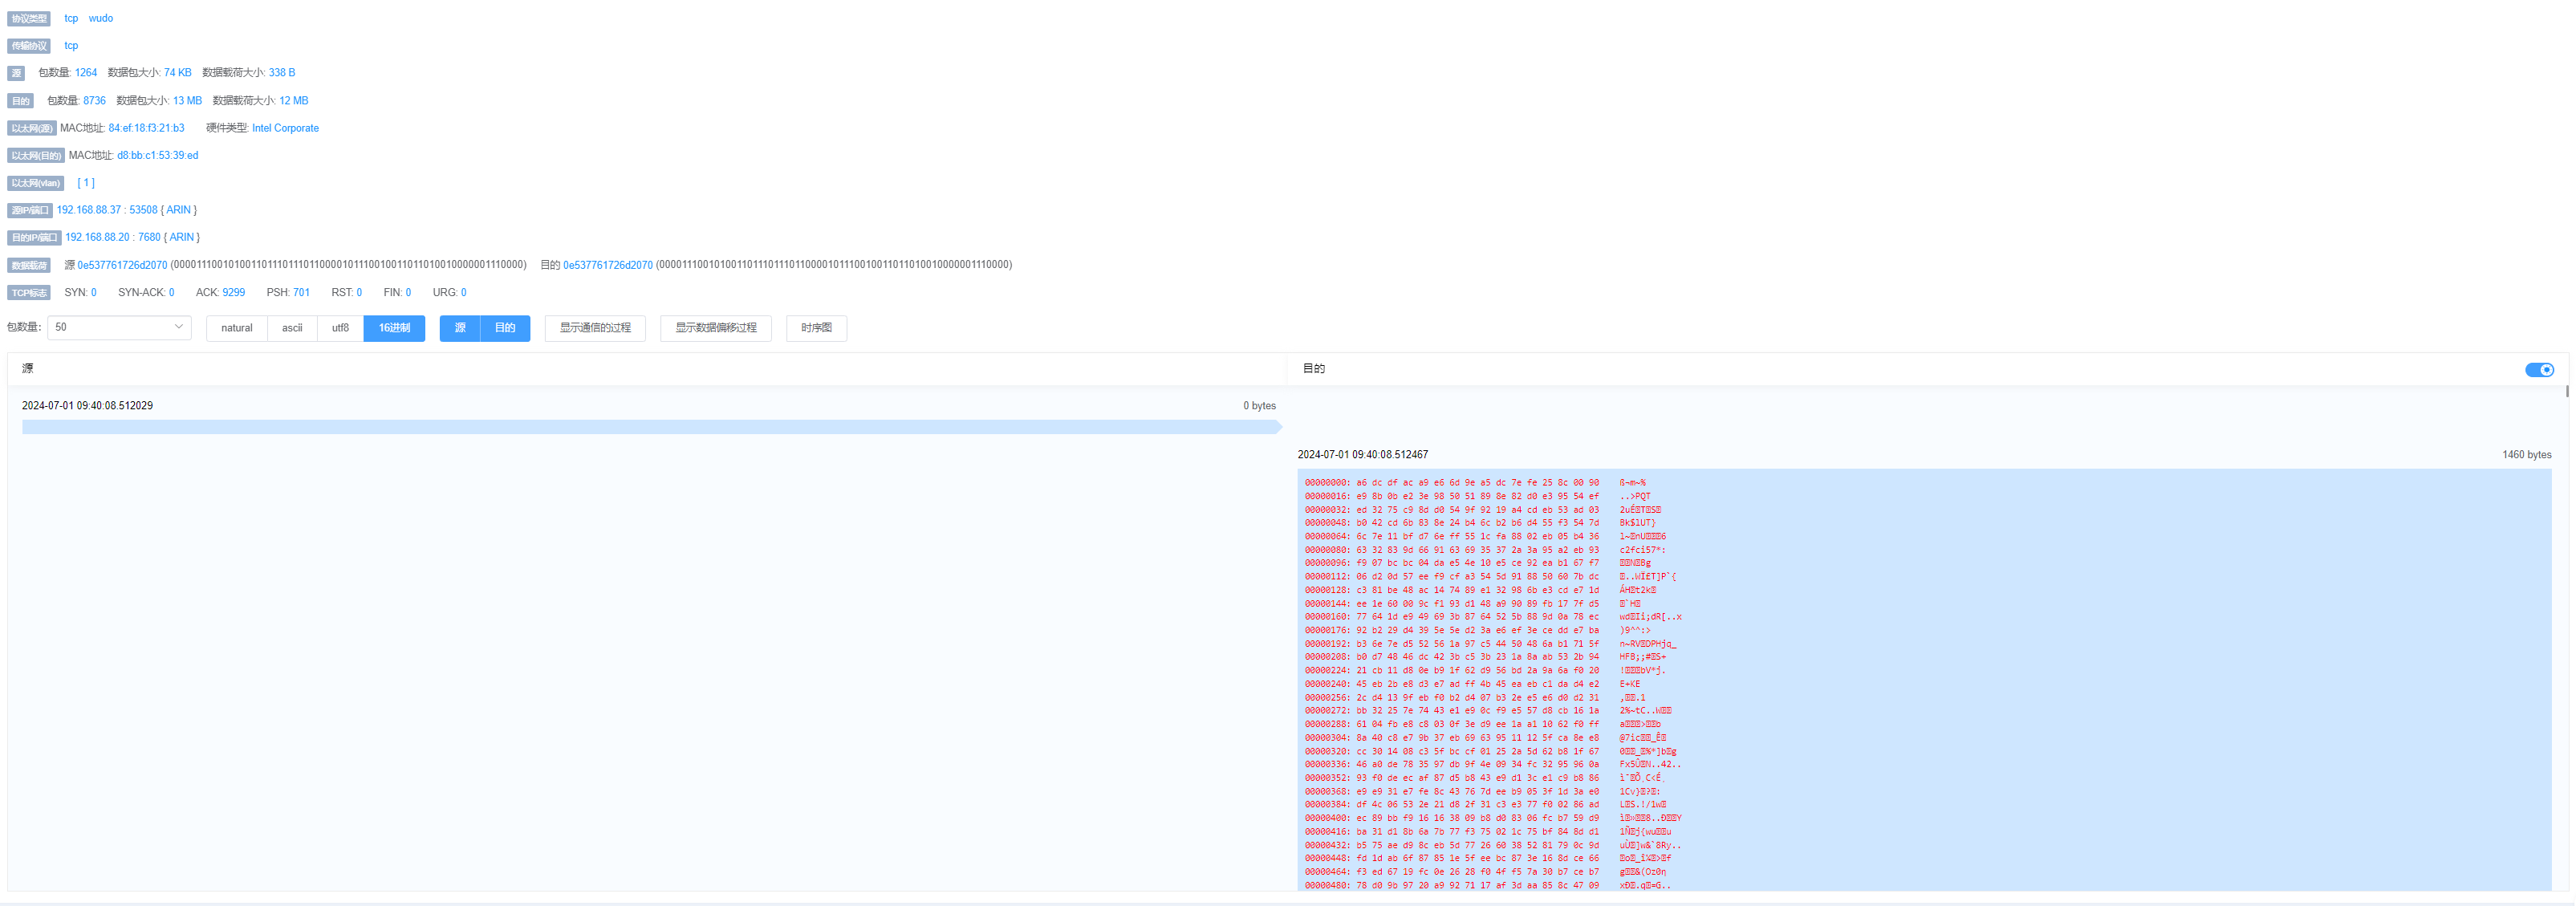 协议类型 tcp wudo
传输协议 tcp
源 包数量: 1264 数据包大小: 74 KB 数据载荷大小: 338 B
目的 包数量: 8736 数据包大小: 13 MB 数据载荷大小: 12 MB
以太网(源) MAC地址: 84:ef:18:f3:21:b3 硬件类型: Intel Corporate
以太网(目的) MAC地址: d8:bb:c1:53:39:ed
以太网(vlan) [ 1 ]
源IP/端口 192.168.88.37 : 53508 { ARIN }
目的IP/端口 192.168.88.20 : 7680 { ARIN }
数据载荷 源 0e537761726d2070 (0000111001010011011101110110000101110010011011010010000001110000) 目的 0e537761726d2070 (0000111001010011011101110110000101110010011011010010000001110000)
TCP标志 SYN: 0 SYN-ACK: 0 ACK: 9299 PSH: 701 RST: 0 FIN: 0 URG: 0
包数量: 50 natural ascii utf8 16进制 源 目的 显示通信的过程 显示数据偏移过程 时序图
源 目的
2024-07-01 09:40:08.512029 0 bytes
2024-07-01 09:40:08.512467 1460 bytes
00000000: a6 dc df ac a9 e6 6d 9e a5 dc 7e fe 25 8c 00 90
00000016: e9 8b 0b e2 3e 98 50 51 89 8e 82 d0 e3 95 54 ef ..>PQT
00000032: ed 32 75 c9 8d d0 54 9f 92 19 a4 cd eb 53 ad 03
00000048: b0 42 cd 6b 83 8e 24 b4 6c b2 b6 d4 55 f3 54 7d Bk$lUT}
00000064: 6c 7e 11 bf d7 6e ff 55 1c fa 88 02 eb 05 b4 36
00000080: 63 32 83 9d 66 91 63 69 35 37 2a 3a 95 a2 eb 93 c2fci57*:
00000096: f9 07 bc bc 04 da e5 4e 10 e5 ce 92 ea b1 67 f7
00000112: 06 d2 0d 57 ee f9 cf a3 54 5d 91 88 50 60 7b dc
00000128: c3 81 be 48 ac 14 74 89 e1 32 98 6b e3 cd e7 1d
00000144: ee 1e 60 00 9c f1 93 d1 48 a9 90 89 fb 17 7f d5
00000160: 77 64 1d e9 49 69 3b 87 64 52 5b 88 9d 0a 78 ec
00000176: 92 b2 29 d4 39 5e 5e d2 3a e6 ef 3e ce dd e7 ba )9^^:>
00000192: b3 6e 7e d5 52 56 1a 97 c5 44 50 48 6a b1 71 5f
00000208: b0 d7 48 46 dc 42 3b c5 3b 23 1a 8a ab 53 2b 94
00000224: 21 cb 11 d8 0e b9 1f 62 d9 56 bd 2a 9a 6a f0 20
00000240: 45 eb 2b e8 d3 e7 ad ff 4b 45 ea eb c1 da d4 e2 E+KE
00000256: 2c d4 13 9f eb f0 b2 d4 07 b3 2e e5 e6 d0 d2 31
00000272: bb 32 25 7e 74 43 e1 e9 0c f9 e5 57 d8 cb 16 1a
00000288: 61 04 fb e8 c8 03 0f 3e d9 ee 1a a1 10 62 f0 ff
00000304: 8a 40 c8 e7 9b 37 eb 69 63 95 11 12 5f ca 8e e8
00000320: cc 30 14 08 c3 5f bc cf 01 25 2a 5d 62 b8 1f 67
00000336: 46 a0 de 78 35 97 db 9f 4e 09 34 fc 32 95 96 0a
00000352: 93 f0 de ec af 87 d5 b8 43 e9 d1 3c e1 c9 b8 86
00000368: e9 e9 31 e7 fe 8c 43 76 7d ee b9 05 3f 1d 3a e0
00000384: df 4c 06 53 2e 21 d8 2f 31 c3 e3 77 f0 02 86 ad
00000400: ec 89 bb f9 16 16 38 09 b8 d0 83 06 fc b7 59 d9
00000416: ba 31 d1 8b 6a 7b 77 f3 75 02 1c 75 bf 84 8d d1
00000432: b5 75 ae d9 8c eb 5d 77 26 60 38 52 81 79 0c 9d
00000448: fd 1d ab 6f 87 85 1e 5f ee bc 87 3e 16 8d ce 66
00000464: f3 ed 67 19 fc 0e 26 28 f0 4f f5 7a 30 b7 ce b7
00000480: 78 d0 9b 97 20 a9 92 71 17 af 3d aa 85 8c 47 09